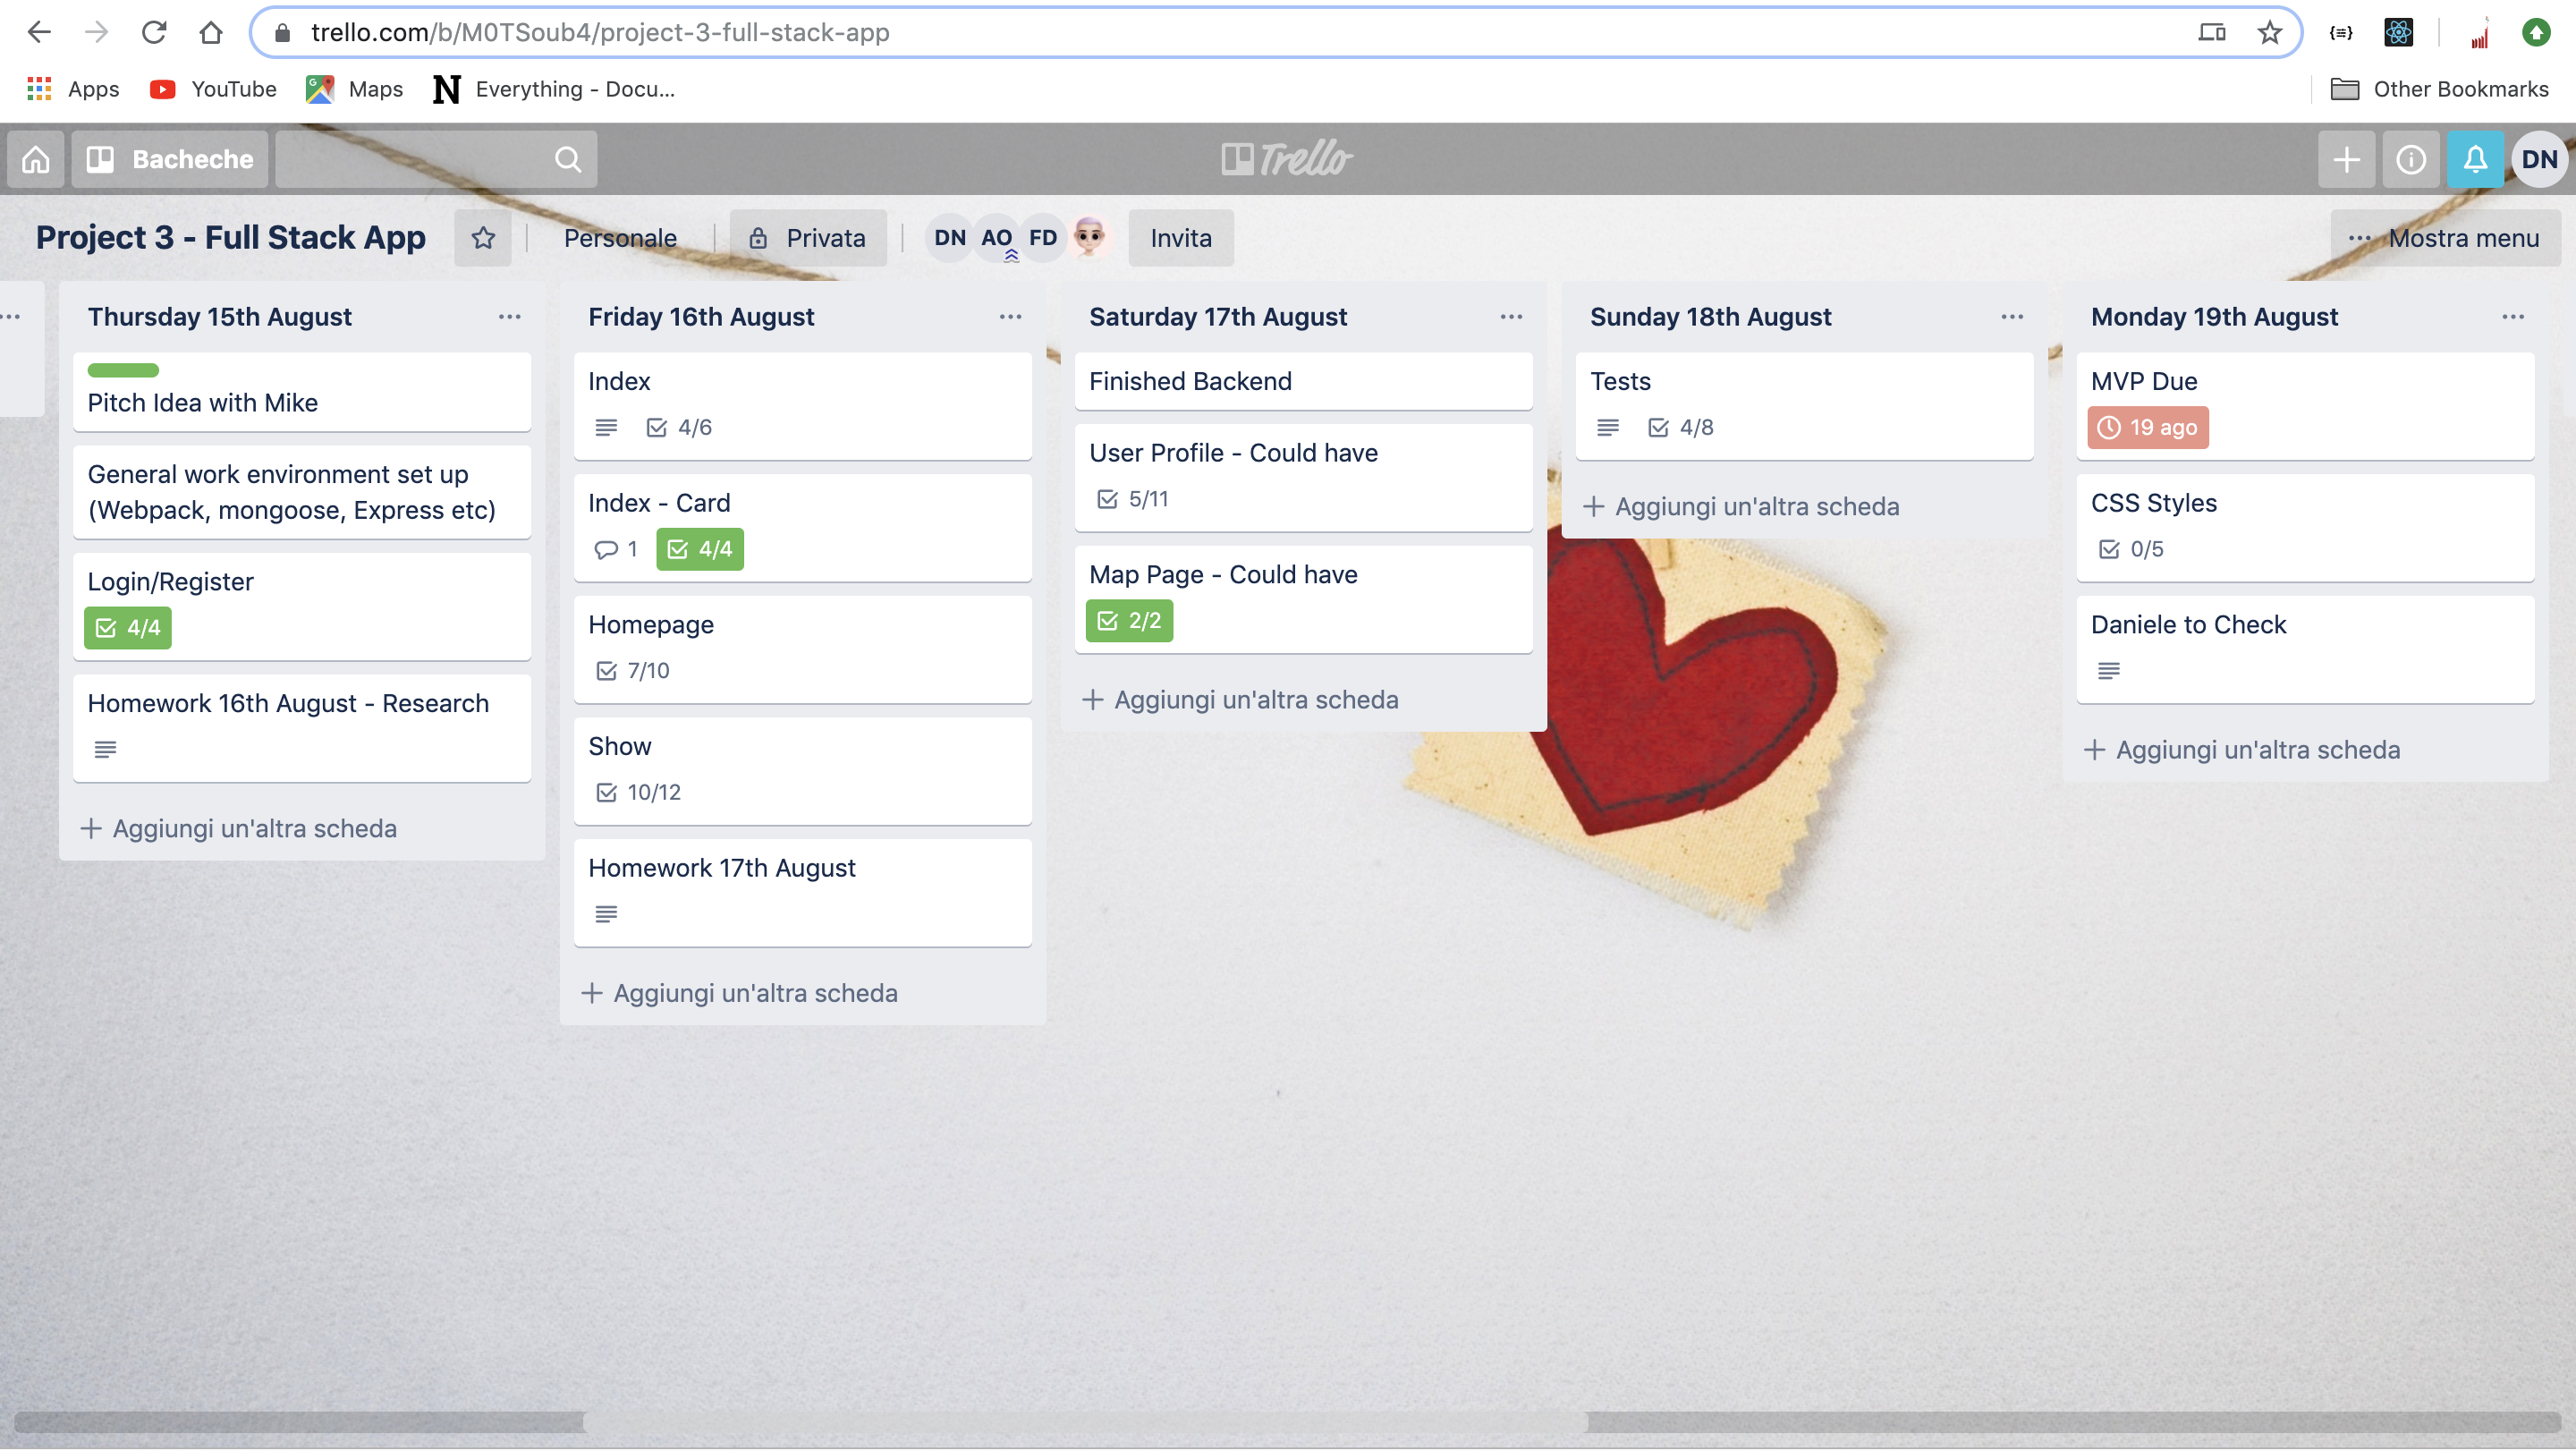 trello.com/b/M0TSoub4/project-3-full-stack-app
Apps
YouTube
Maps
Everything - Docu...
Other Bookmarks
Bacheche
Trello
DN
Project 3 - Full Stack App
Personale
Privata
DN
AO
FD
Invita
Mostra menu
Thursday 15th August
Pitch Idea with Mike
General work environment set up
(Webpack, mongoose, Express etc)
Login/Register
4/4
Homework 16th August - Research
+ Aggiungi un'altra scheda
Friday 16th August
Index
4/6
Index - Card
1
4/4
Homepage
7/10
Show
10/12
Homework 17th August
+ Aggiungi un'altra scheda
Saturday 17th August
Finished Backend
User Profile - Could have
5/11
Map Page - Could have
2/2
+ Aggiungi un'altra scheda
Sunday 18th August
Tests
4/8
+ Aggiungi un'altra scheda
Monday 19th August
MVP Due
19 ago
CSS Styles
0/5
Daniele to Check
+ Aggiungi un'altra scheda